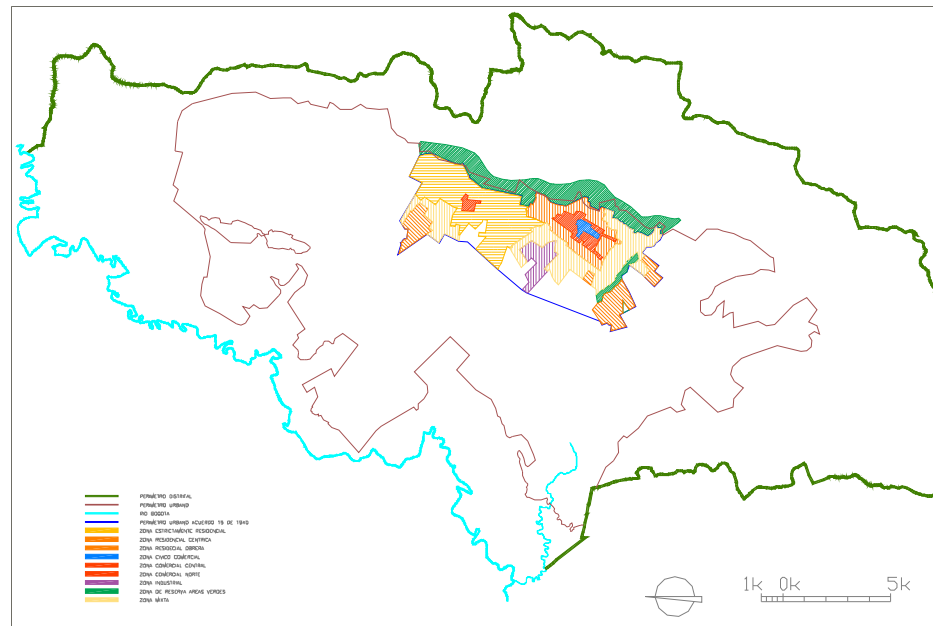 PERIMETRO DISTRITAL
PERIMETRO URBANO
RIO BOGOTA
PERIMETRO URBANO ACUERDO 15 DE 1940
ZONA ESTRICTAMENTE RESIDENCIAL
ZONA RESIDENCIAL CENTRICA
ZONA RESIDCIAL OBRERA
ZONA CIVICO COMERCIAL
ZONA COMERCIAL CENTRAL
ZONA COMERCIAL NORTE
ZONA INDUSTRIAL
ZONA DE RESERVA AREAS VERDES
ZONA MIXTA
1k 0k 5k